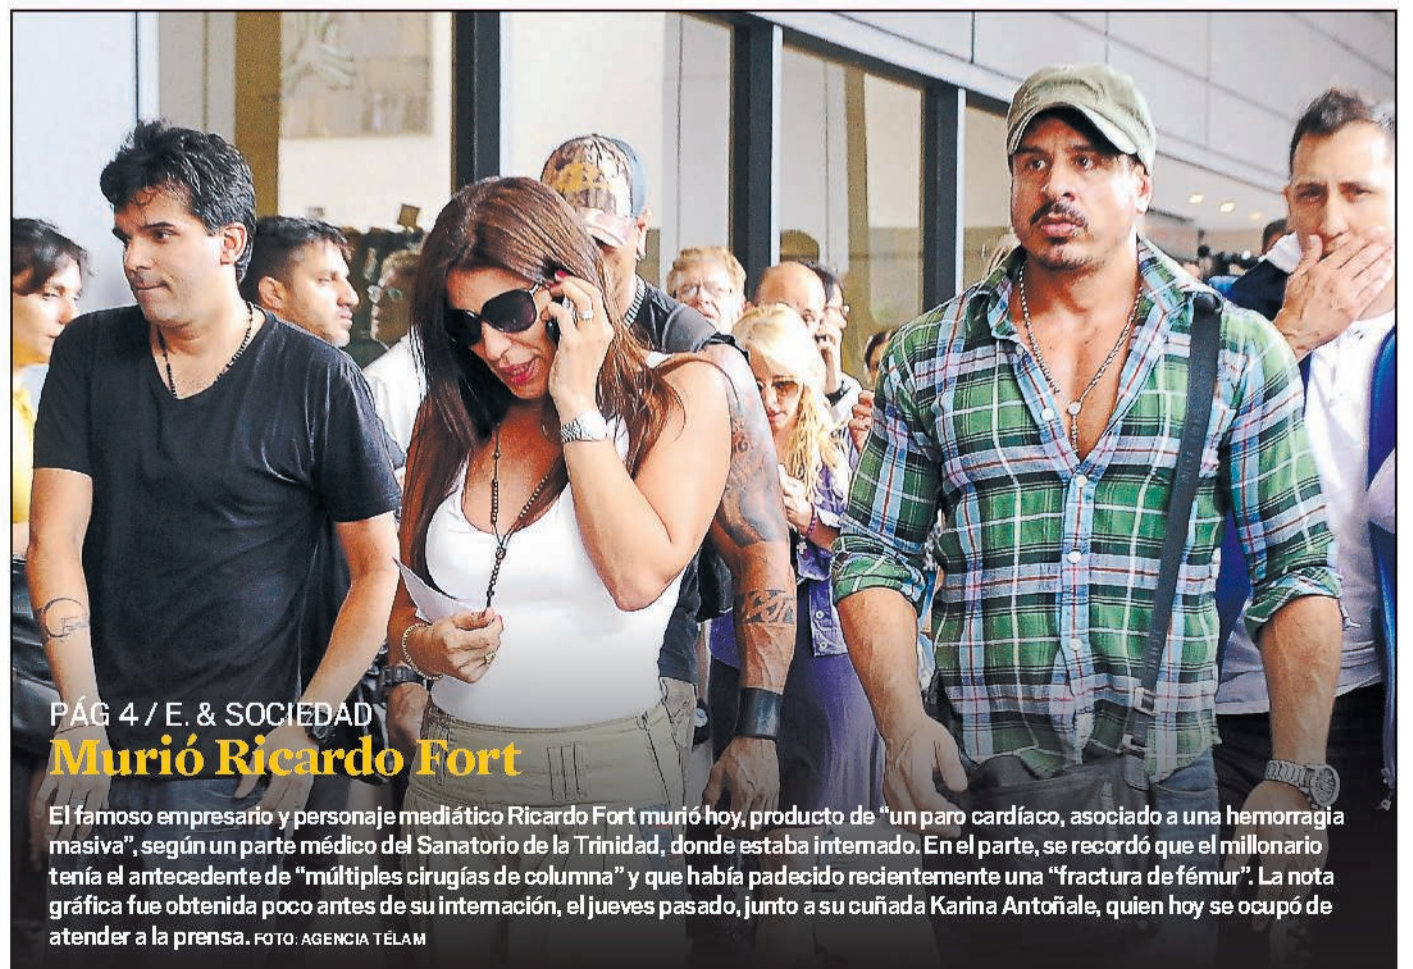 PÁG 4 / E. & SOCIEDAD
Murió Ricardo Fort
El famoso empresario y personaje mediático Ricardo Fort murió hoy, producto de “un paro cardíaco, asociado a una hemorragia
masiva”, según un parte médico del Sanatorio de la Trinidad, donde estaba internado. En el parte, se recordó que el millonario
tenía el antecedente de “múltiples cirugías de columna” y que había padecido recientemente una “fractura de fémur”. La nota
gráfica fue obtenida poco antes de su internación, el jueves pasado, junto a su cuñada Karina Antoñale, quien hoy se ocupó de
atender a la prensa. FOTO: AGENCIA TÉLAM